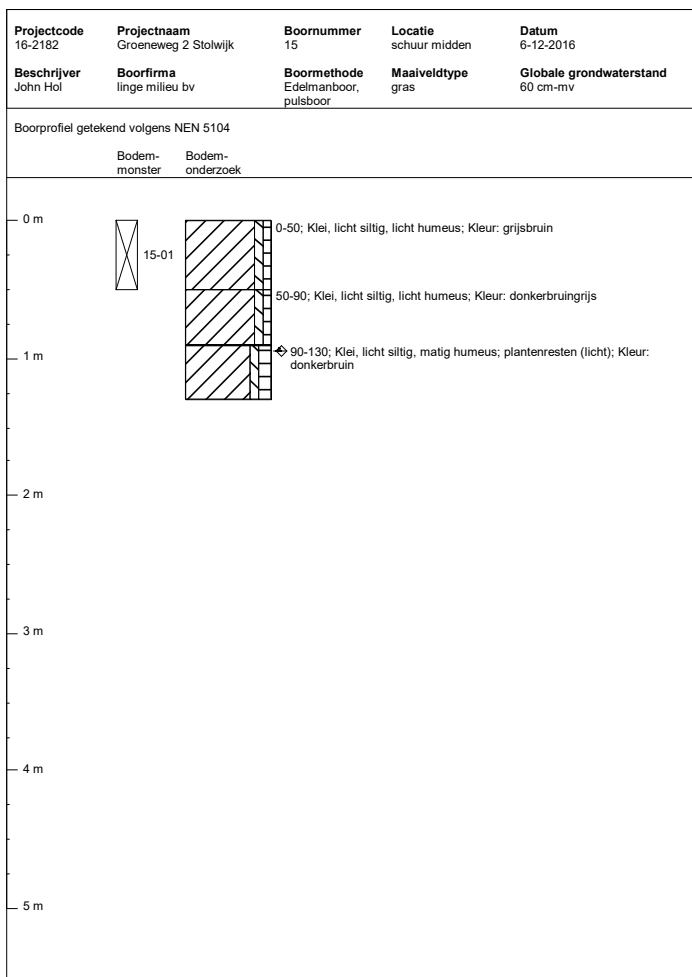 Projectcode Projectnaam Boornummer Locatie Datum
16-2182 Groeneweg 2 Stolwijk 15 schuur midden 6-12-2016
Beschrijver Boorfirma Boormethode Maaiveldtype Globale grondwaterstand
John Hol linge milieu bv Edelmanboor, gras 60 cm-mv
pulsboor
Boorprofiel getekend volgens NEN 5104
Bodem- Bodem-
monster onderzoek
0 m
0-50; Klei, licht siltig, licht humeus; Kleur: grijsbruin
15-01
50-90; Klei, licht siltig, licht humeus; Kleur: donkerbruingrijs
1 m 90-130; Klei, licht siltig, matig humeus; plantenresten (licht); Kleur:
donkerbruin
2 m
3 m
4 m
5 m